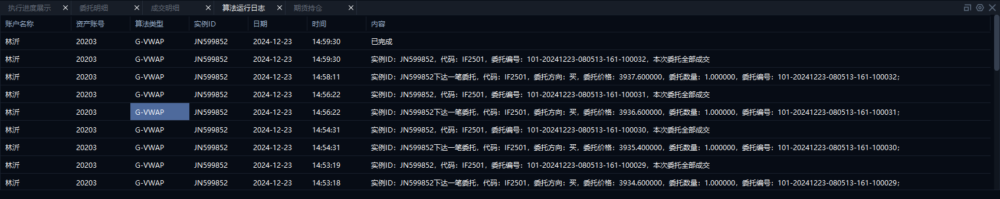 执行进度展示 委托明细 成交明细 算法运行日志 期货持仓
账户名称 资产账号 算法类型 实例ID 日期 时间 内容
林沂 20203 G-VWAP JN599852 2024-12-23 14:59:30 已完成
林沂 20203 G-VWAP JN599852 2024-12-23 14:59:30 实例ID：JN599852，代码：IF2501，委托编号：101-20241223-080513-161-100032，本次委托全部成交
林沂 20203 G-VWAP JN599852 2024-12-23 14:58:11 实例ID：JN599852下达一笔委托，代码：IF2501，委托方向：买，委托价格：3937.600000，委托数量：1.000000，委托编号：101-20241223-080513-161-100032；
林沂 20203 G-VWAP JN599852 2024-12-23 14:56:22 实例ID：JN599852，代码：IF2501，委托编号：101-20241223-080513-161-100031，本次委托全部成交
林沂 20203 G-VWAP JN599852 2024-12-23 14:56:22 实例ID：JN599852下达一笔委托，代码：IF2501，委托方向：买，委托价格：3936.600000，委托数量：1.000000，委托编号：101-20241223-080513-161-100031；
林沂 20203 G-VWAP JN599852 2024-12-23 14:54:31 实例ID：JN599852，代码：IF2501，委托编号：101-20241223-080513-161-100030，本次委托全部成交
林沂 20203 G-VWAP JN599852 2024-12-23 14:54:31 实例ID：JN599852下达一笔委托，代码：IF2501，委托方向：买，委托价格：3935.400000，委托数量：1.000000，委托编号：101-20241223-080513-161-100030；
林沂 20203 G-VWAP JN599852 2024-12-23 14:53:19 实例ID：JN599852，代码：IF2501，委托编号：101-20241223-080513-161-100029，本次委托全部成交
林沂 20203 G-VWAP JN599852 2024-12-23 14:53:18 实例ID：JN599852下达一笔委托，代码：IF2501，委托方向：买，委托价格：3934.600000，委托数量：1.000000，委托编号：101-20241223-080513-161-100029；